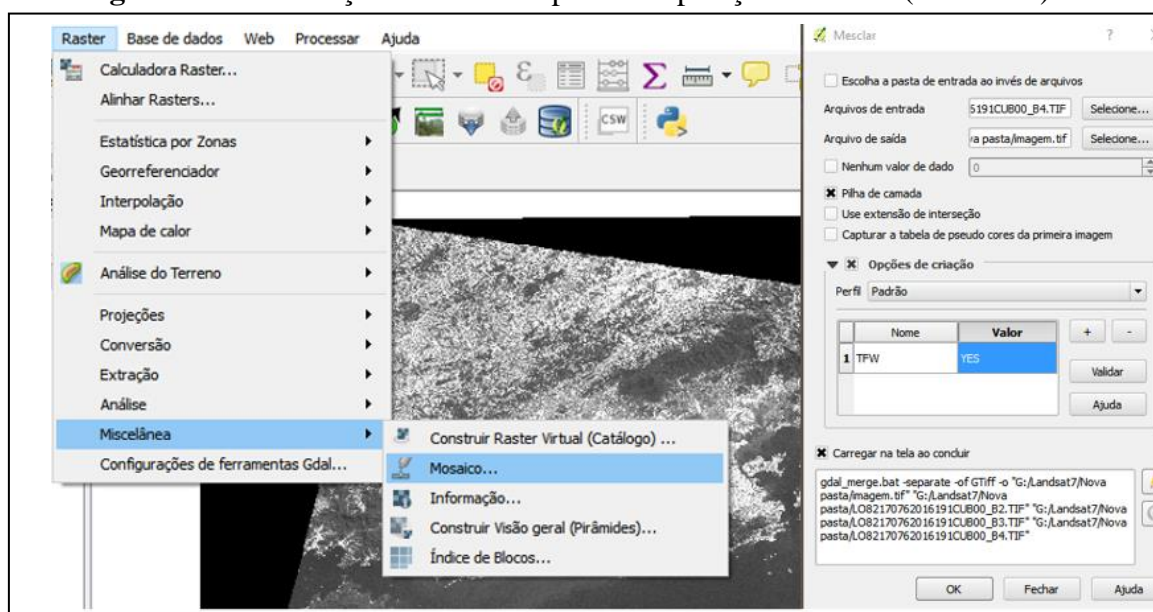 Raster Base de dados Web Processar Ajuda
Calculadora Raster...
Alinhar Rasters...
Estatística por Zonas
Georreferenciador
Interpolação
Mapa de calor
Análise do Terreno
Projeções
Conversão
Extração
Análise
Miscelânea
Configurações de ferramentas Gdal...
Construir Raster Virtual (Catálogo) ...
Mosaico...
Informação...
Construir Visão geral (Pirâmides)...
Índice de Blocos...
CSW
Mesclar
Escolha a pasta de entrada ao invés de arquivos
Arquivos de entrada 5191CUB00_B4.TIF Selecione...
Arquivo de saída va pasta/imagem.tif Selecione...
Nenhum valor de dado 0
Pilha de camada
Use extensão de interseção
Capturar a tabela de pseudo cores da primeira imagem
Opções de criação
Perfil Padrão
Nome Valor + -
1 TFW YES
Validar
Ajuda
Carregar na tela ao concluir
gdal_merge.bat -separate -of GTiff -o "G:/Landsat7/Nova
pasta/imagem.tif" "G:/Landsat7/Nova
pasta/LO82170762016191CUB00_B2.TIF" "G:/Landsat7/Nova
pasta/LO82170762016191CUB00_B3.TIF" "G:/Landsat7/Nova
pasta/LO82170762016191CUB00_B4.TIF"
OK Fechar Ajuda